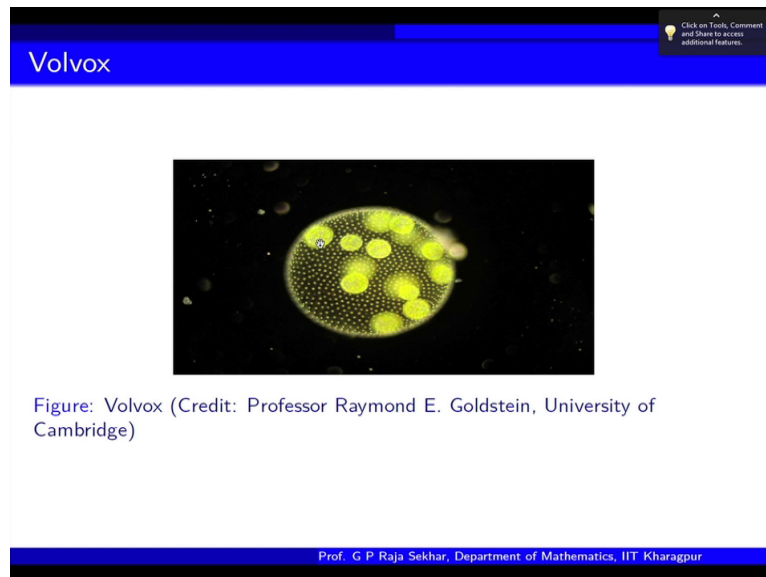 Click on Tools, Comment
and Share to access
additional features.
Volvox
Figure: Volvox (Credit: Professor Raymond E. Goldstein, University of
Cambridge)
Prof. G P Raja Sekhar, Department of Mathematics, IIT Kharagpur